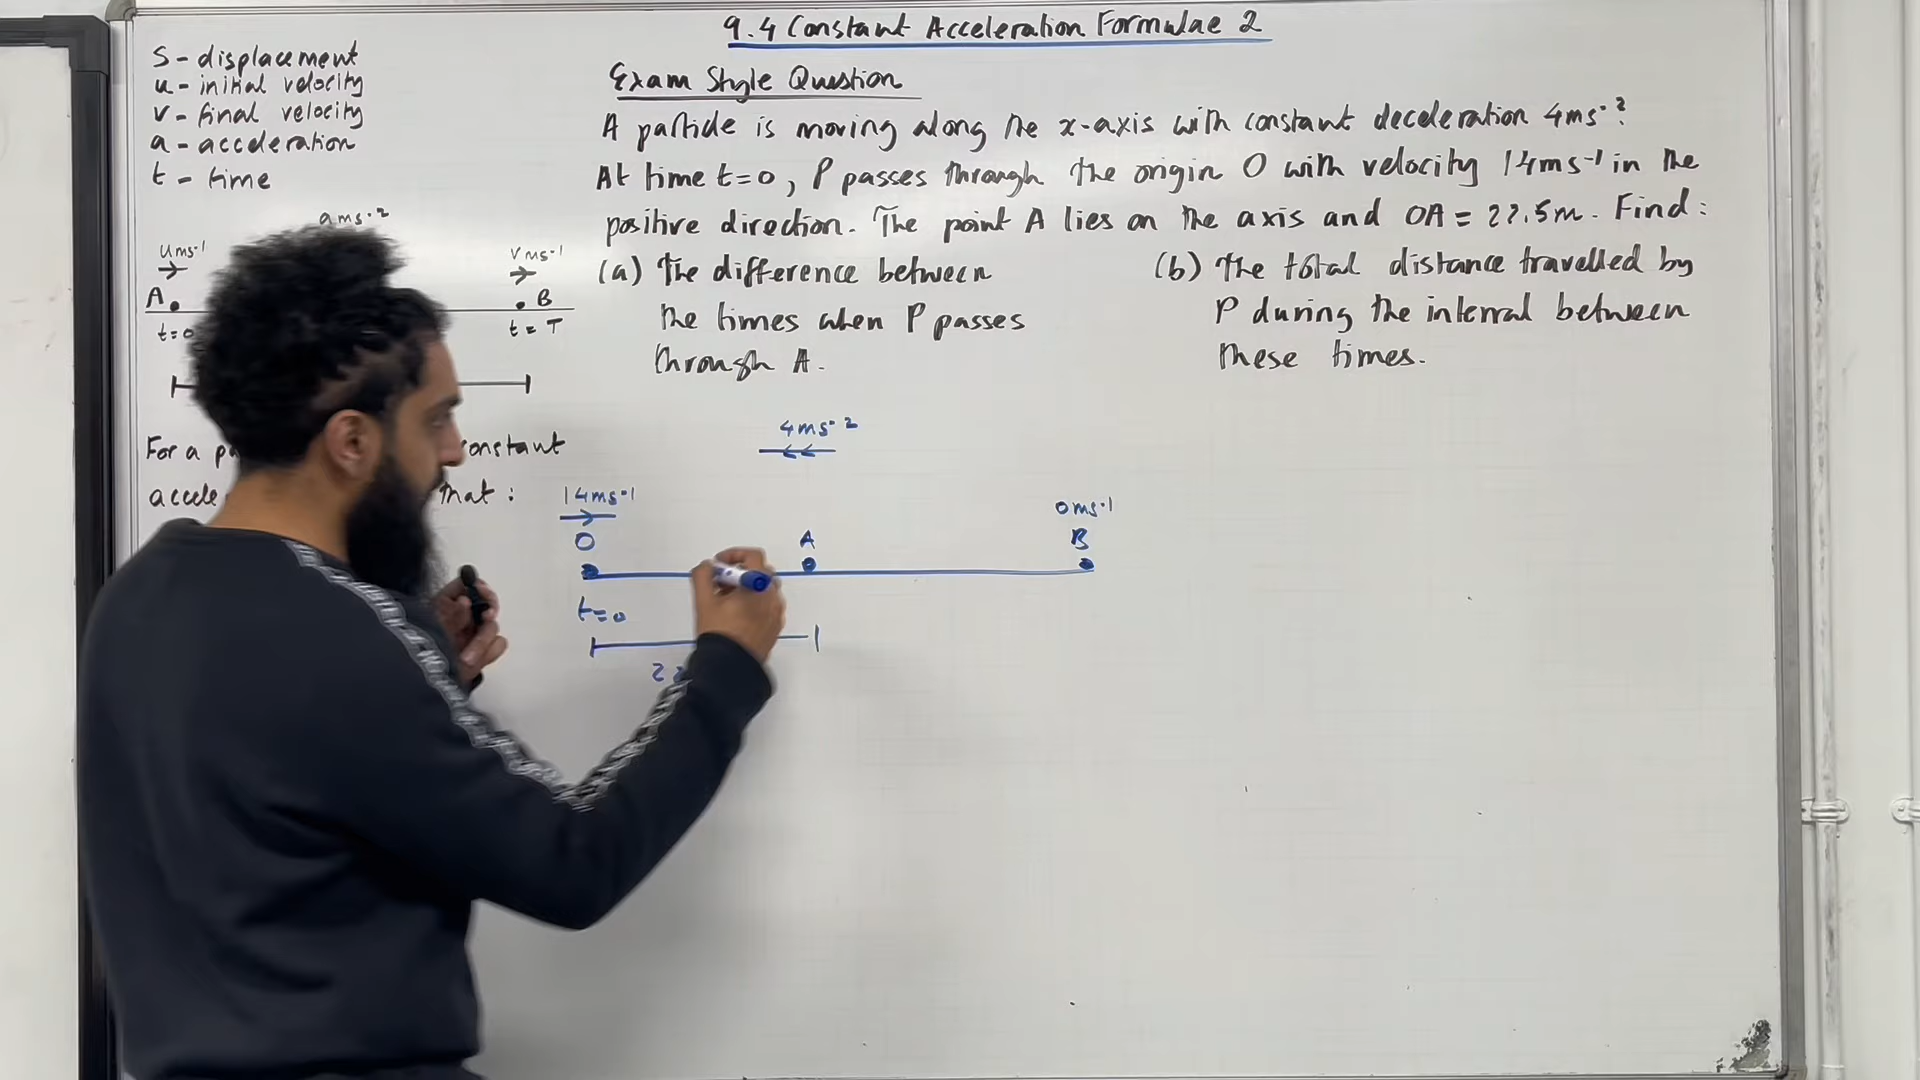 9.4 Constant Acceleration Formulae 2
s - displacement
u - initial velocity
v - final velocity
a - acceleration
t - time
a ms⁻²
u ms⁻¹
v ms⁻¹
A
B
t=0
t = T
For a constant
that :
Exam Style Question
A particle is moving along the x-axis with constant deceleration 4ms⁻².
At time t=0, P passes through the origin O with velocity 14ms⁻¹ in the
positive direction. The point A lies on the axis and OA = 22.5m. Find:
(a) The difference between
the times when P passes
through A.
(b) The total distance travelled by
P during the interval between
these times.
4ms⁻²
14ms⁻¹
0ms⁻¹
O
A
B
t=0